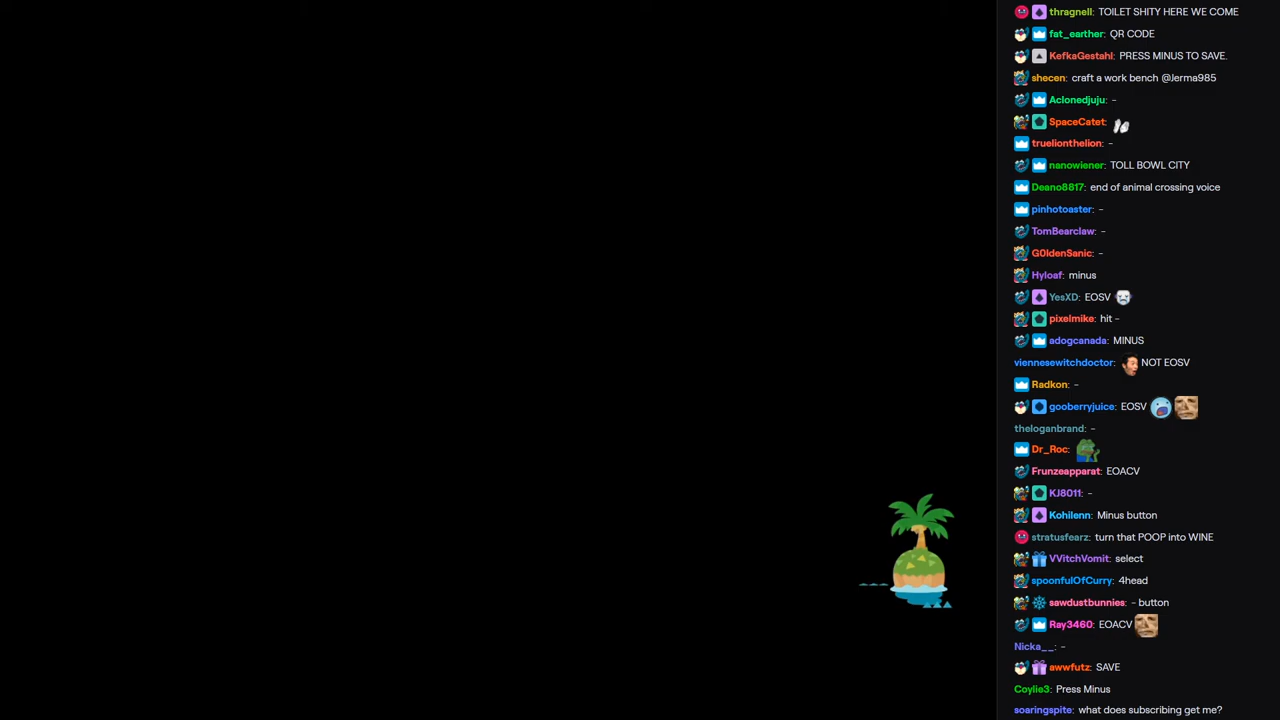 thragnell: TOILET SHITY HERE WE COME
fat_earther: QR CODE
KefkaGestahl: PRESS MINUS TO SAVE.
shecen: craft a work bench @Jerma985
Aclonedjuju: -
SpaceCatet:
truelionthelion: -
nanowiener: TOLL BOWL CITY
Deano8817: end of animal crossing voice
pinhotoaster: -
TomBearclaw: -
G0ldenSanic: -
Hyloaf: minus
YesXD: EOSV
pixelmike: hit -
adogcanada: MINUS
viennesewitchdoctor: NOT EOSV
Radkon: -
gooberryjuice: EOSV
theloganbrand: -
Dr_Roc:
Frunzeapparat: EOACV
KJ8011: -
Kohilenn: Minus button
stratusfearz: turn that POOP into WINE
VVitchVomit: select
spoonfulOfCurry: 4head
sawdustbunnies: - button
Ray3460: EOACV
Nicka__: -
awwfutz: SAVE
Coylie3: Press Minus
soaringspite: what does subscribing get me?